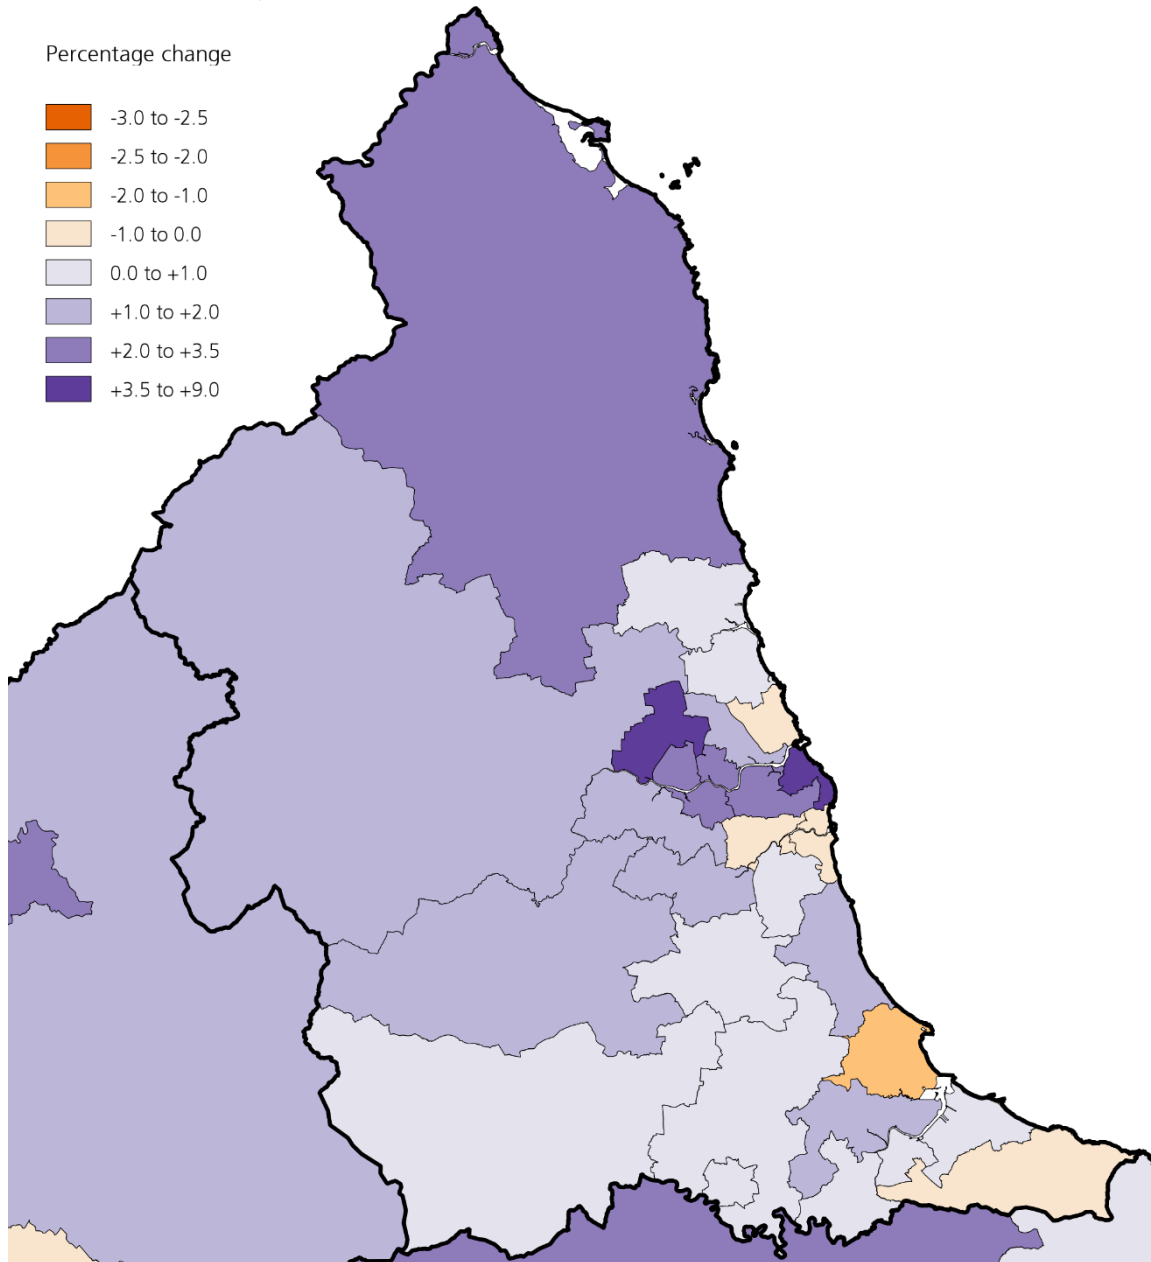 Percentage change
-3.0 to -2.5
-2.5 to -2.0
-2.0 to -1.0
-1.0 to 0.0
0.0 to +1.0
+1.0 to +2.0
+2.0 to +3.5
+3.5 to +9.0